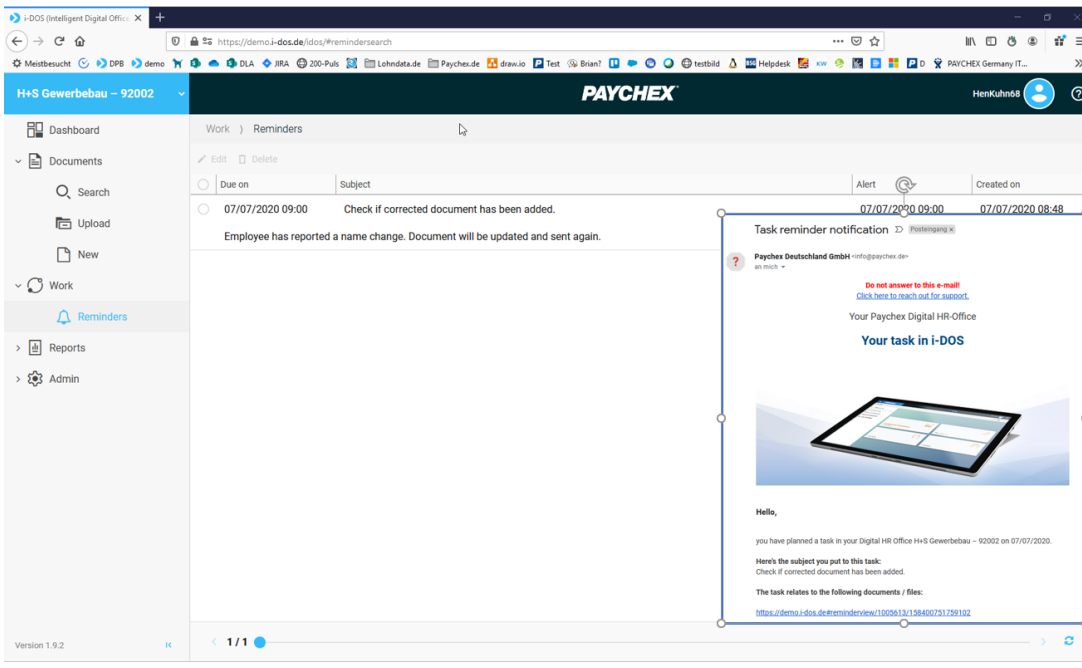 i-DOS (Intelligent Digital Office
https://demo.i-dos.de/idos/#remindersearch
Meistbesucht DPB demo DLA JIRA 200-Puls Lohndata.de Paychex.de draw.io Test Brian? testbild Helpdesk KW D PAYCHEX Germany IT...
H+S Gewerbebau – 92002
PAYCHEX
HenKuhn68
Dashboard
Documents
Search
Upload
New
Work
Reminders
Reports
Admin
Version 1.9.2
Work ) Reminders
Edit Delete
Due on Subject Alert Created on
07/07/2020 09:00 Check if corrected document has been added. 07/07/2020 09:00 07/07/2020 08:48
Employee has reported a name change. Document will be updated and sent again.
Task reminder notification Posteingang x
Paychex Deutschland GmbH <info@paychex.de>
an mich
Do not answer to this e-mail!
Click here to reach out for support.
Your Paychex Digital HR-Office
Your task in i-DOS
Hello,
you have planned a task in your Digital HR Office H+S Gewerbebau – 92002 on 07/07/2020.
Here's the subject you put to this task:
Check if corrected document has been added.
The task relates to the following documents / files:
https://demo.i-dos.de#reminderview/1005613/158400751759102
1 / 1